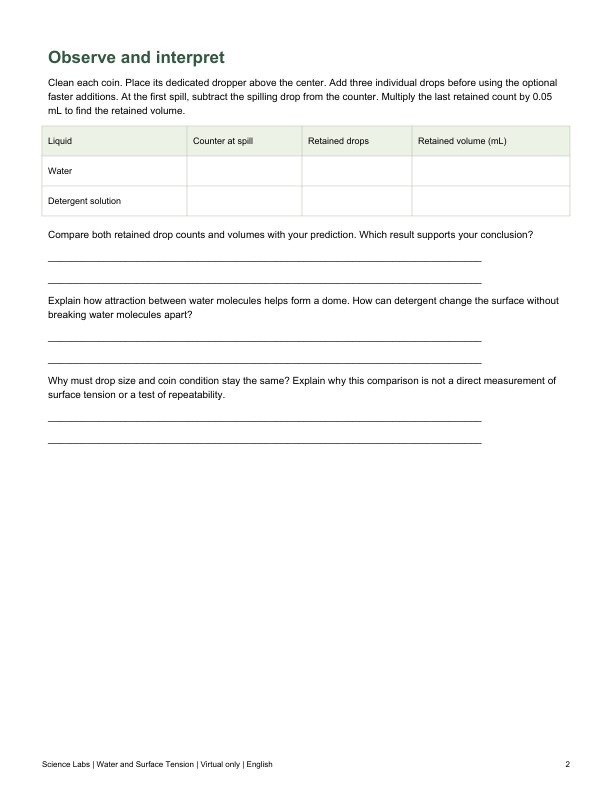 Observe and interpret
Clean each coin. Place its dedicated dropper above the center. Add three individual drops before using the optional
faster additions. At the first spill, subtract the spilling drop from the counter. Multiply the last retained count by 0.05
mL to find the retained volume.
Liquid Counter at spill Retained drops Retained volume (mL)
Water
Detergent solution
Compare both retained drop counts and volumes with your prediction. Which result supports your conclusion?
Explain how attraction between water molecules helps form a dome. How can detergent change the surface without
breaking water molecules apart?
Why must drop size and coin condition stay the same? Explain why this comparison is not a direct measurement of
surface tension or a test of repeatability.
Science Labs | Water and Surface Tension | Virtual only | English 2